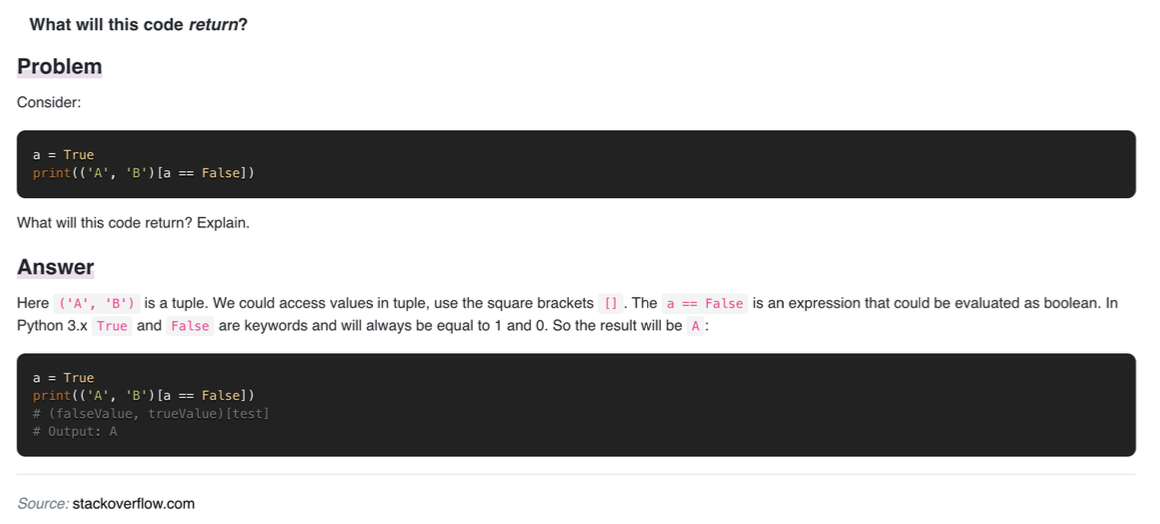 What will this code return?
Problem
Consider:
a = True
print(('A', 'B')[a == False])
What will this code return? Explain.
Answer
Here ('A', 'B') is a tuple. We could access values in tuple, use the square brackets []. The a == False is an expression that could be evaluated as boolean. In
Python 3.x True and False are keywords and will always be equal to 1 and 0. So the result will be A:
a = True
print(('A', 'B')[a == False])
# (falseValue, trueValue)[test]
# Output: A
Source: stackoverflow.com